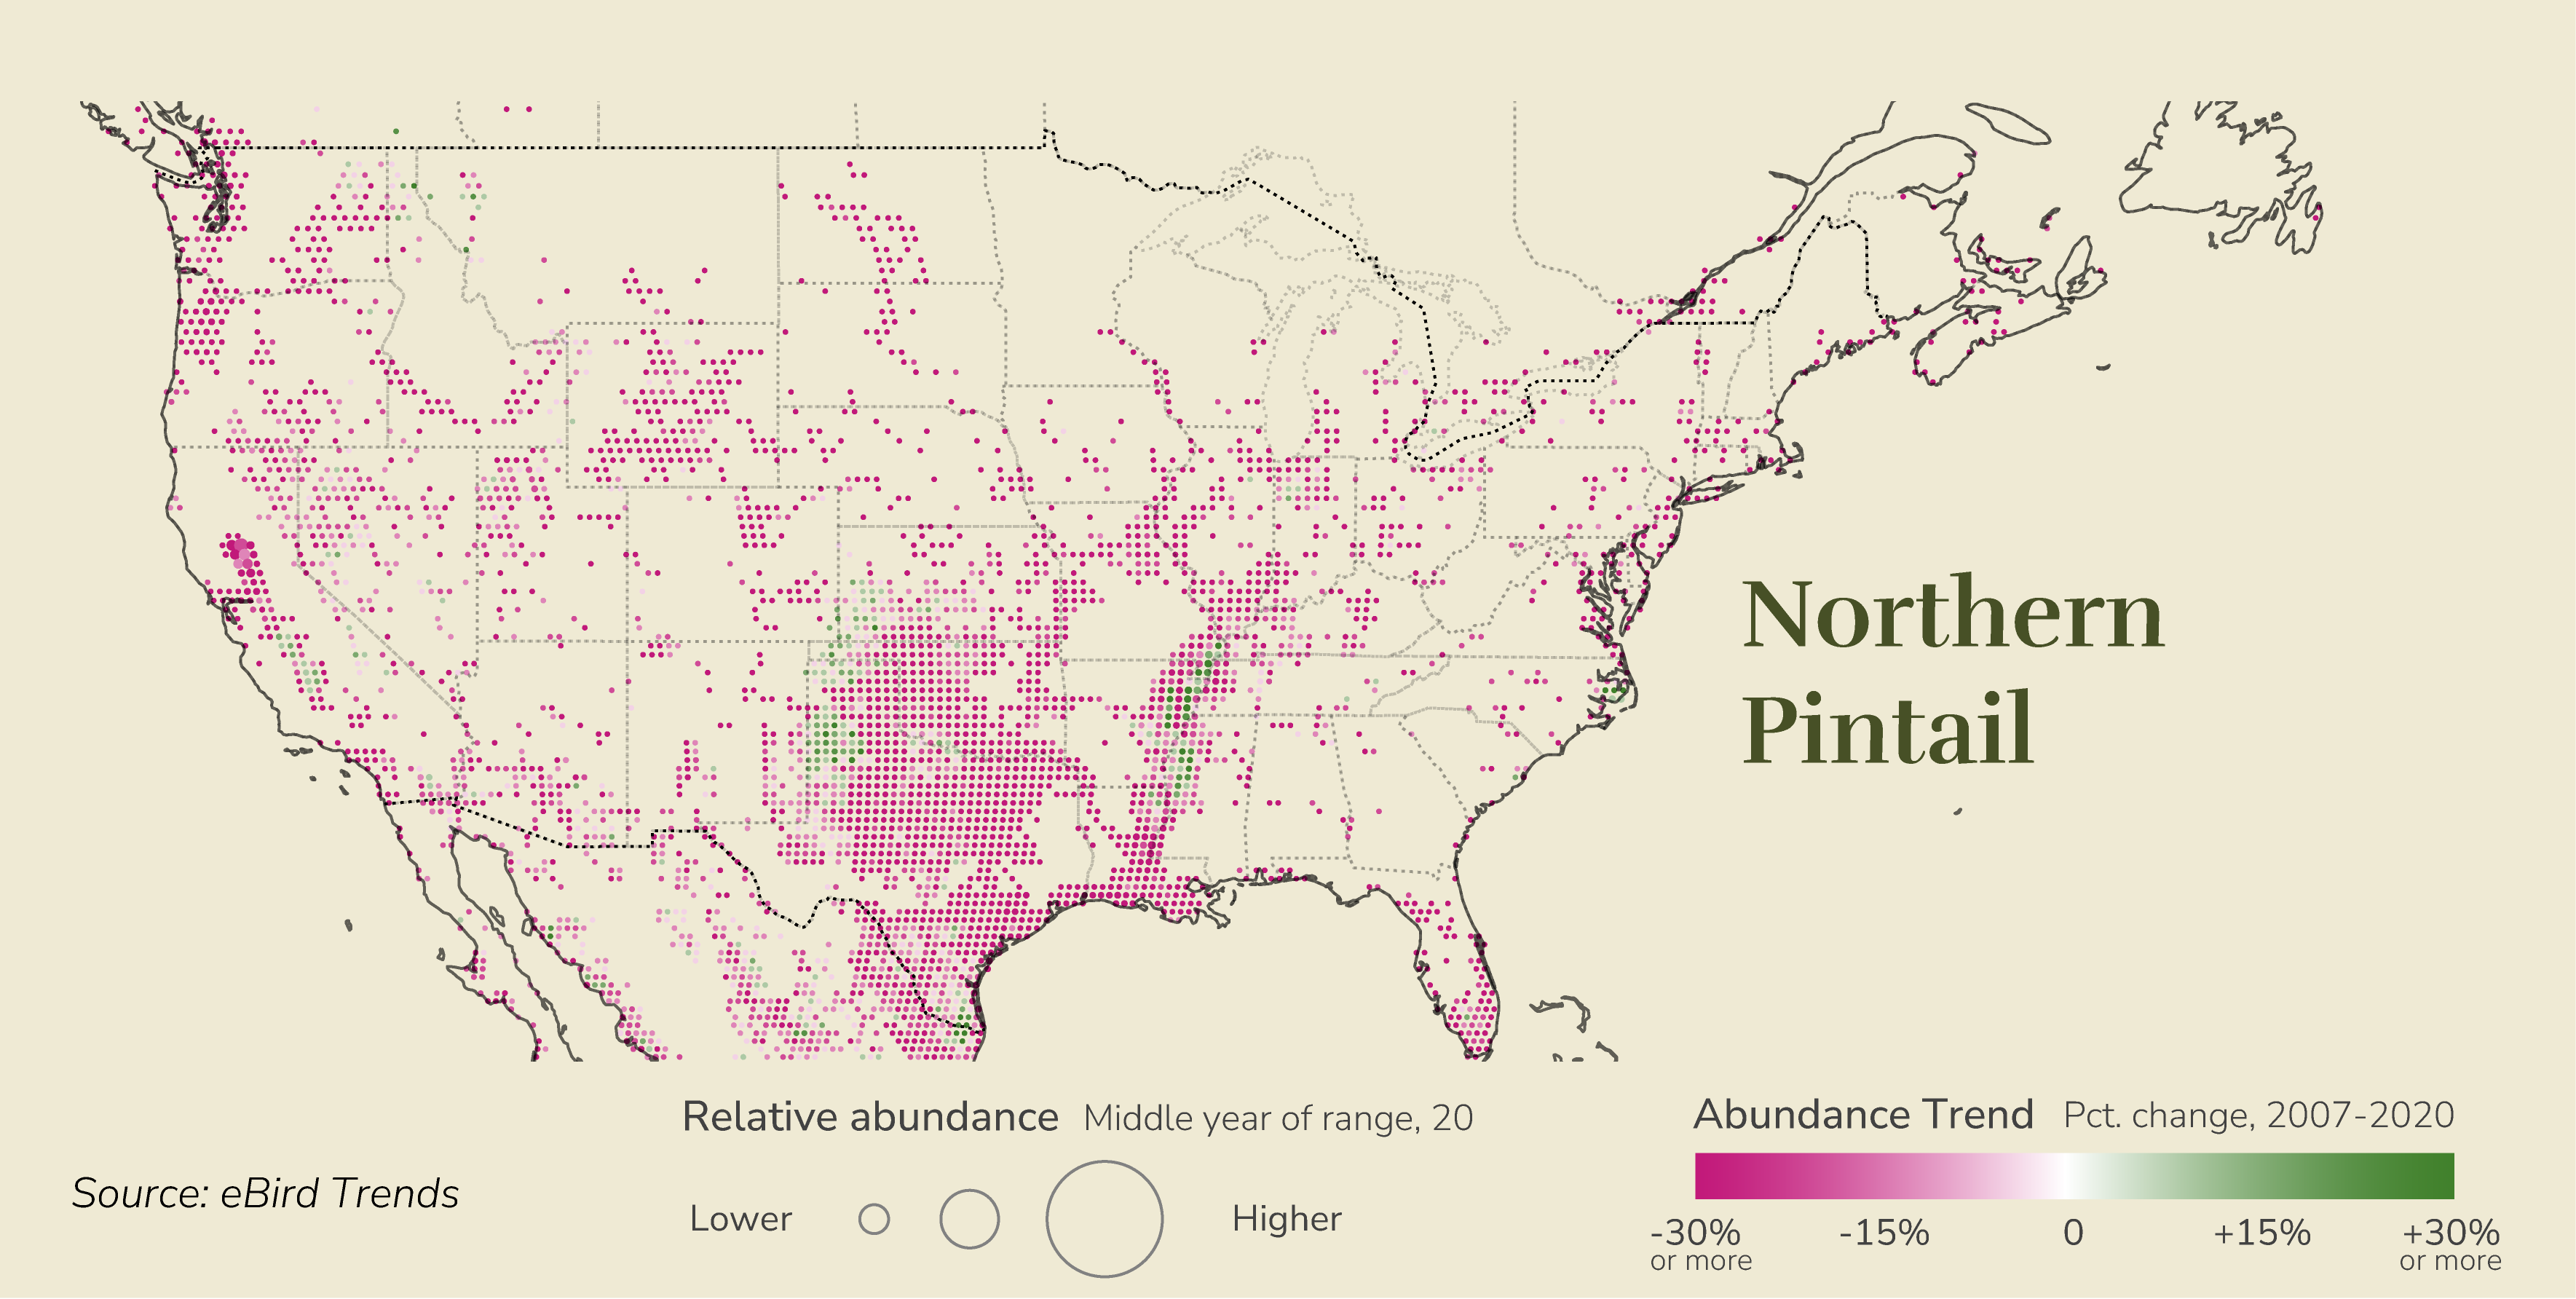 Northern
Pintail
Relative abundance Middle year of range, 20
Lower Higher
Source: eBird Trends
Abundance Trend Pct. change, 2007-2020
-30% -15% 0 +15% +30%
or more or more